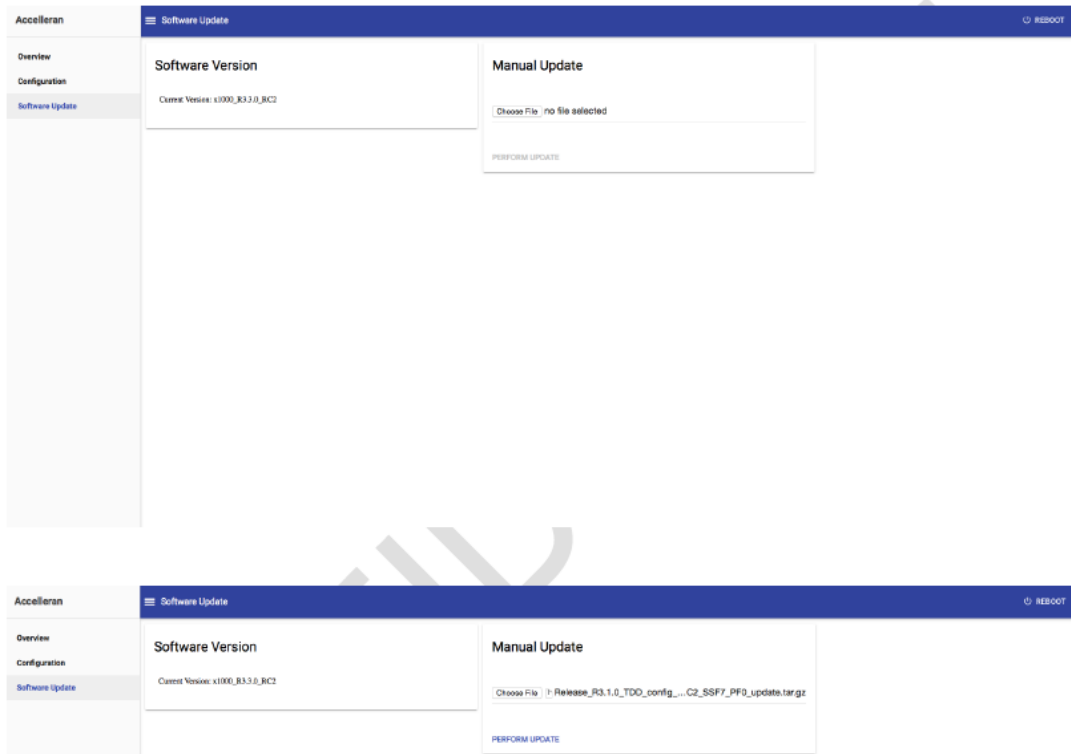 Accelleran
Software Update
REBOOT
Overview
Configuration
Software Update
Software Version
Current Version: x1000_R3.3.0_RC2
Manual Update
Choose File no file selected
PERFORM UPDATE
Accelleran
Software Update
REBOOT
Overview
Configuration
Software Update
Software Version
Current Version: x1000_R3.3.0_RC2
Manual Update
Choose File Release_R3.1.0_TDD_config_...C2_SSF7_PF0_update.tar.gz
PERFORM UPDATE